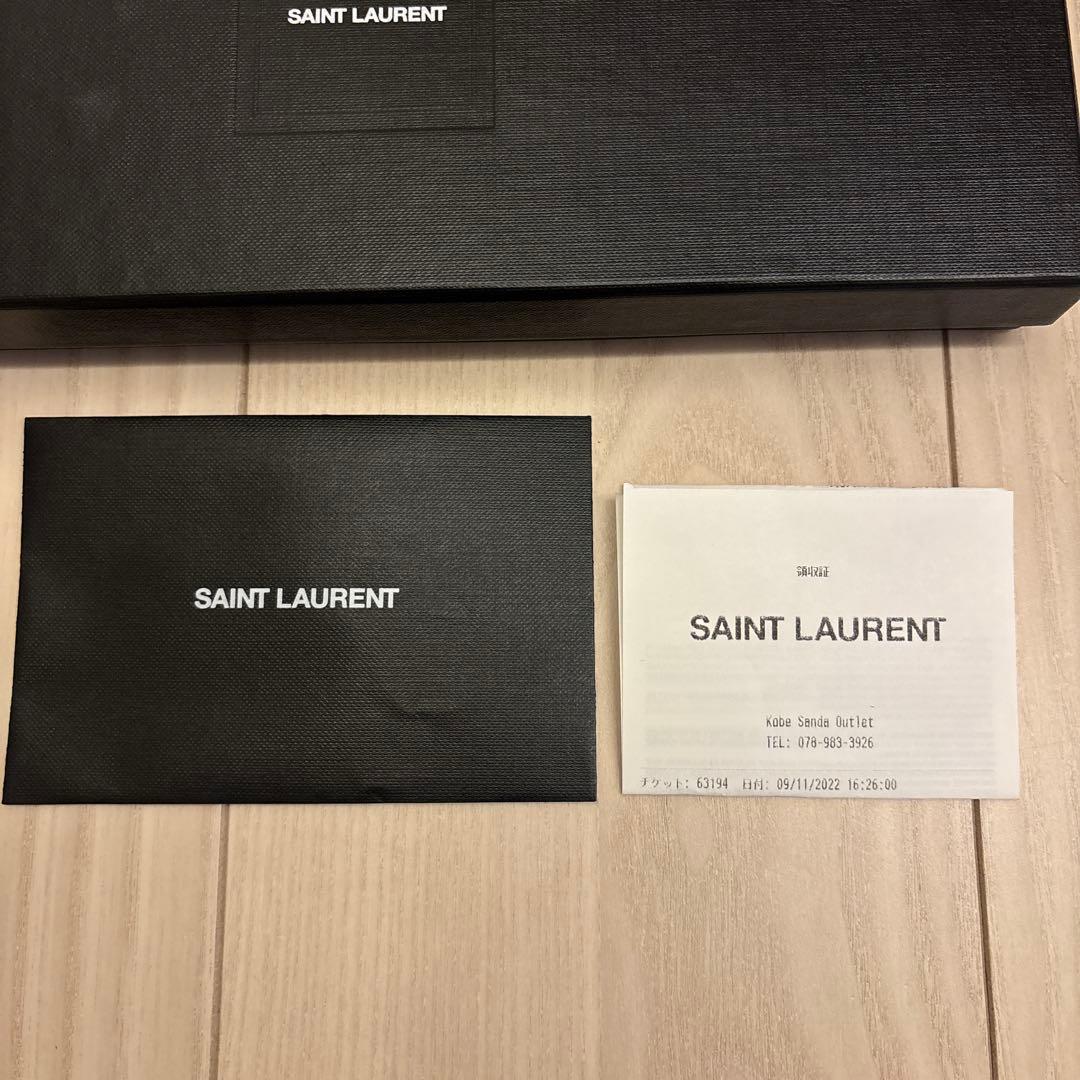 SAINT LAURENT
SAINT LAURENT
領収証
SAINT LAURENT
Kobe Sanda Outlet
TEL: 078-983-3926
チケット: 63194 日付: 09/11/2022 16:26:00